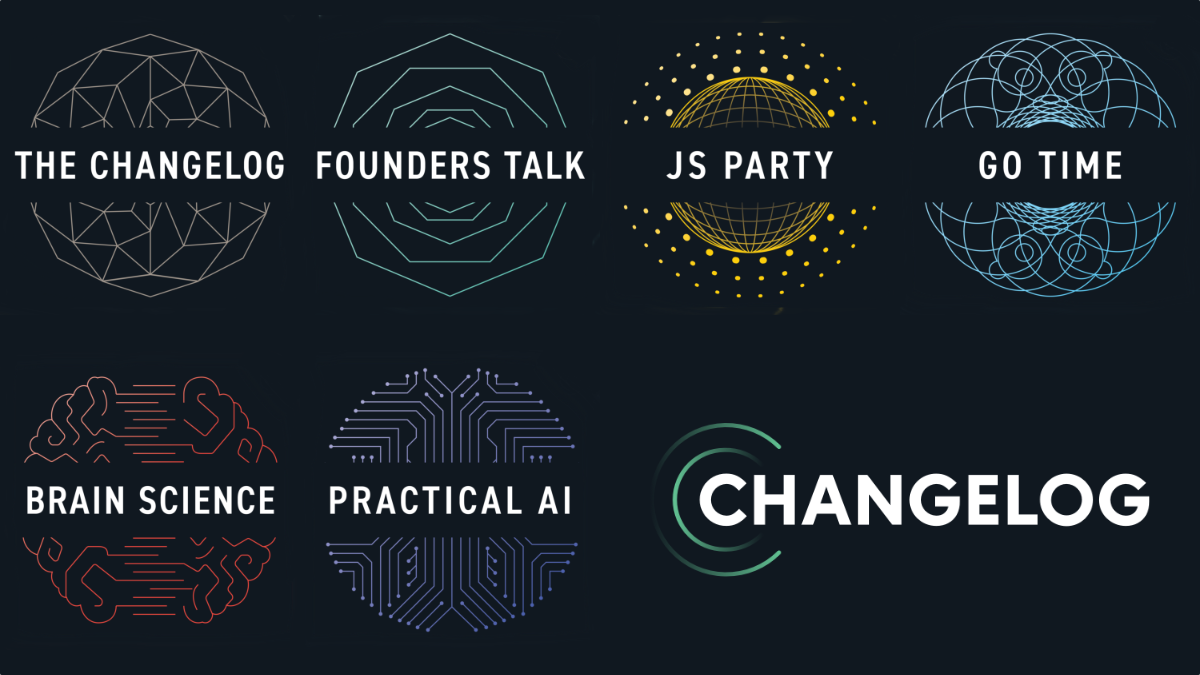 THE CHANGELOG
FOUNDERS TALK
JS PARTY
GO TIME
BRAIN SCIENCE
PRACTICAL AI
CHANGELOG